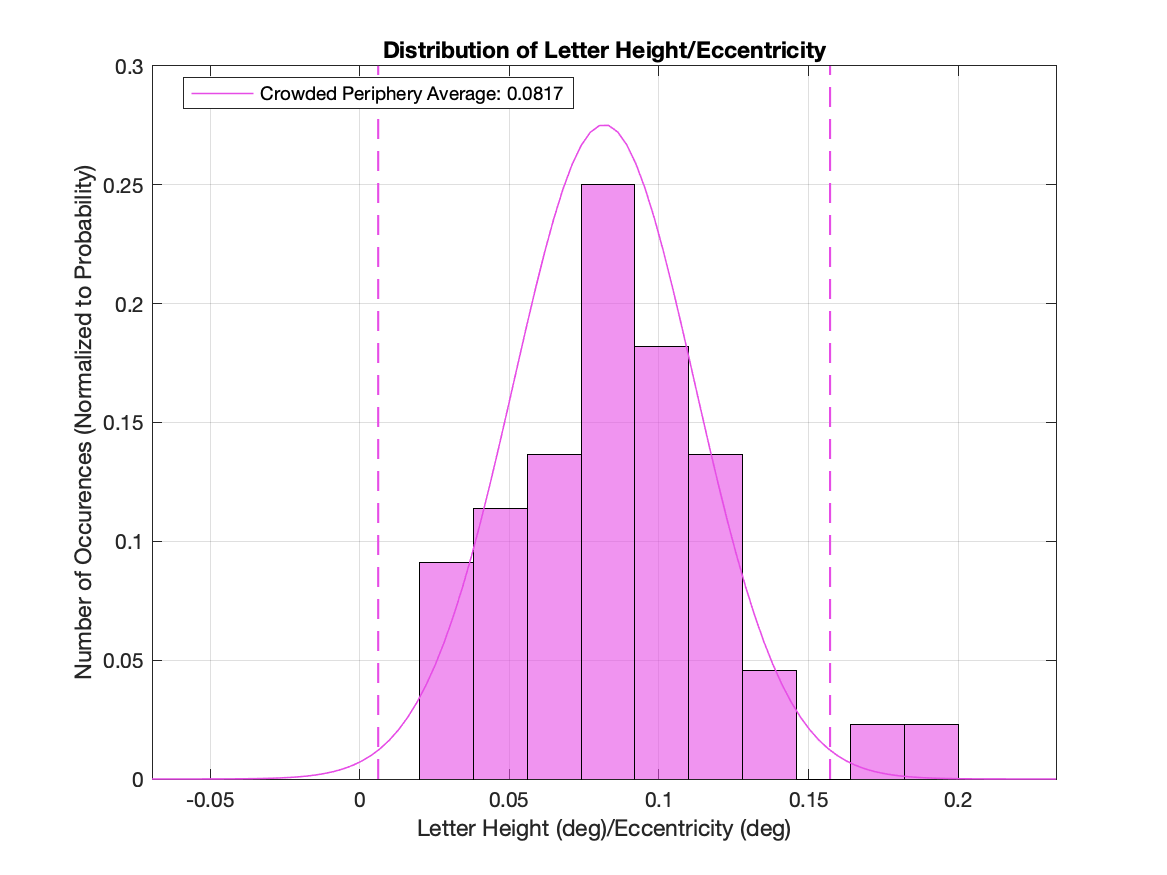 Distribution of Letter Height/Eccentricity
Crowded Periphery Average: 0.0817
Number of Occurences (Normalized to Probability)
0.3
0.25
0.2
0.15
0.1
0.05
0
-0.05 0 0.05 0.1 0.15 0.2
Letter Height (deg)/Eccentricity (deg)